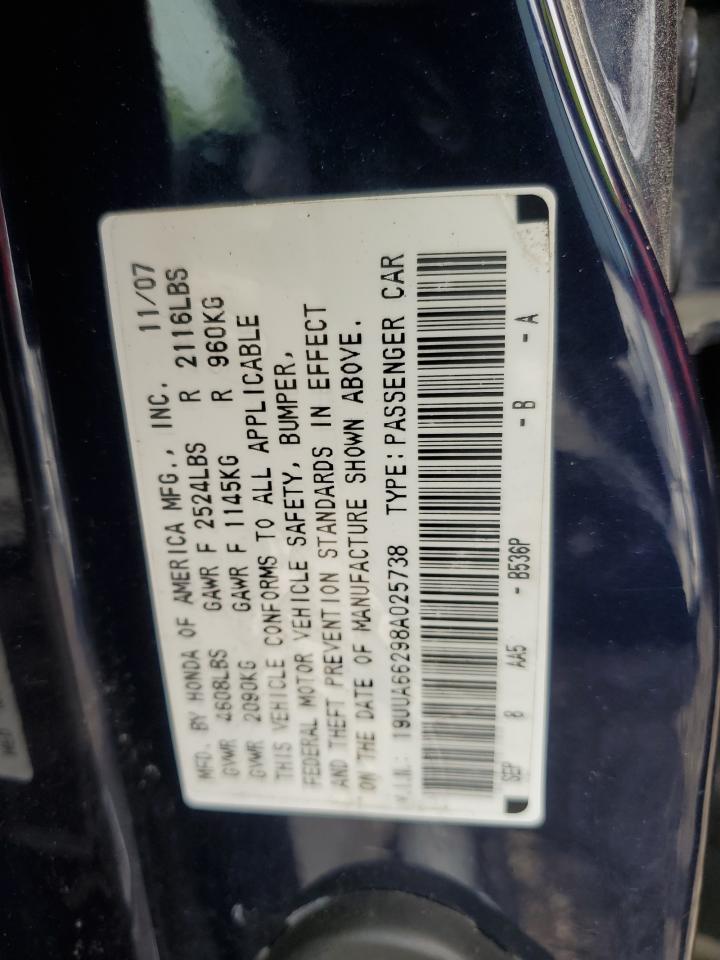 MFD. BY HONDA OF AMERICA MFG., INC. 11/07
GVWR 4608LBS GAWR F 2524LBS R 2116LBS
GVWR 2090KG GAWR F 1145KG R 960KG
THIS VEHICLE CONFORMS TO ALL APPLICABLE
FEDERAL MOTOR VEHICLE SAFETY, BUMPER,
AND THEFT PREVENTION STANDARDS IN EFFECT
ON THE DATE OF MANUFACTURE SHOWN ABOVE.
V.I.N.: 19UUA66298A025738 TYPE: PASSENGER CAR
SEP 8 AA5 - B536P - B - A